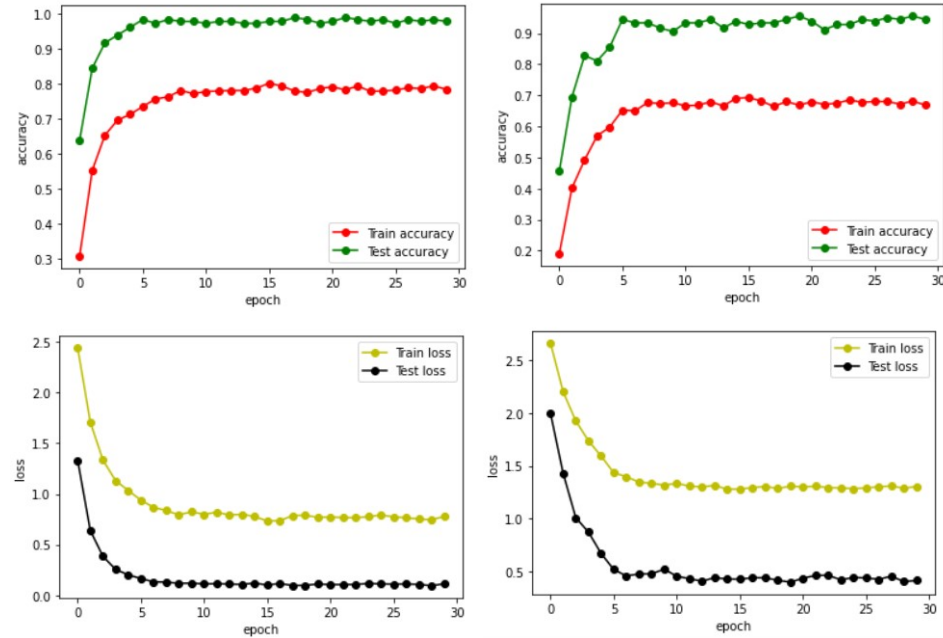 1.0
0.9
0.8
0.7
0.6
0.5
0.4
0.3
accuracy
Train accuracy
Test accuracy
0 5 10 15 20 25 30
epoch
0.9
0.8
0.7
0.6
0.5
0.4
0.3
0.2
accuracy
Train accuracy
Test accuracy
0 5 10 15 20 25 30
epoch
2.5
2.0
1.5
1.0
0.5
0.0
loss
Train loss
Test loss
0 5 10 15 20 25 30
epoch
2.5
2.0
1.5
1.0
0.5
loss
Train loss
Test loss
0 5 10 15 20 25 30
epoch